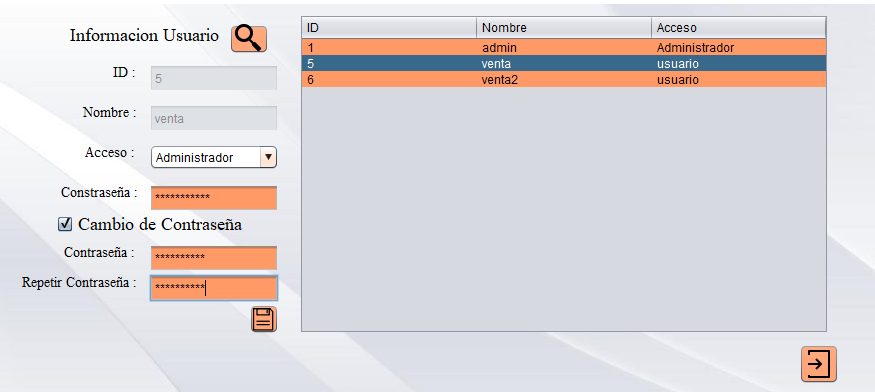 Informacion Usuario
ID :
5
Nombre :
venta
Acceso :
Administrador
Constraseña :
***********
Cambio de Contraseña
Contraseña :
**********
Repetir Contraseña :
**********
ID Nombre Acceso
1 admin Administrador
5 venta usuario
6 venta2 usuario